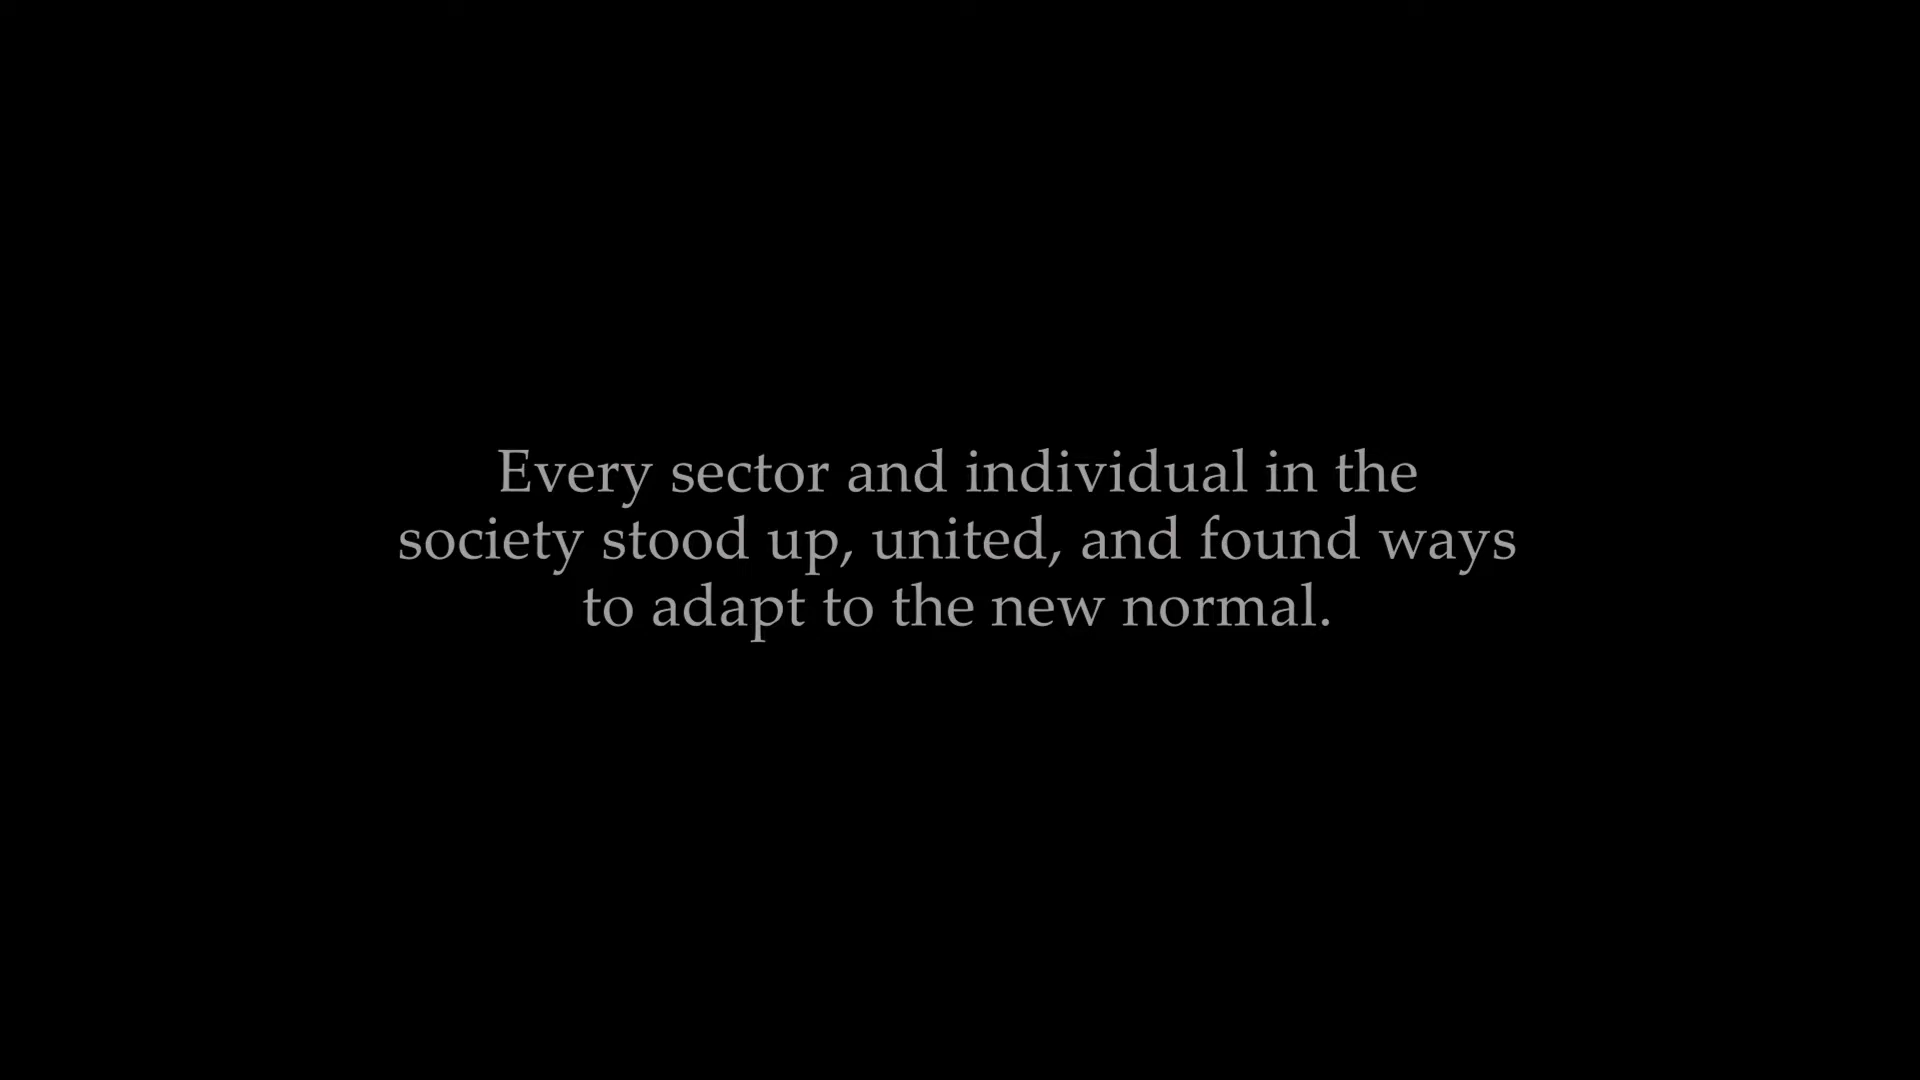 Every sector and individual in the
society stood up, united, and found ways
to adapt to the new normal.